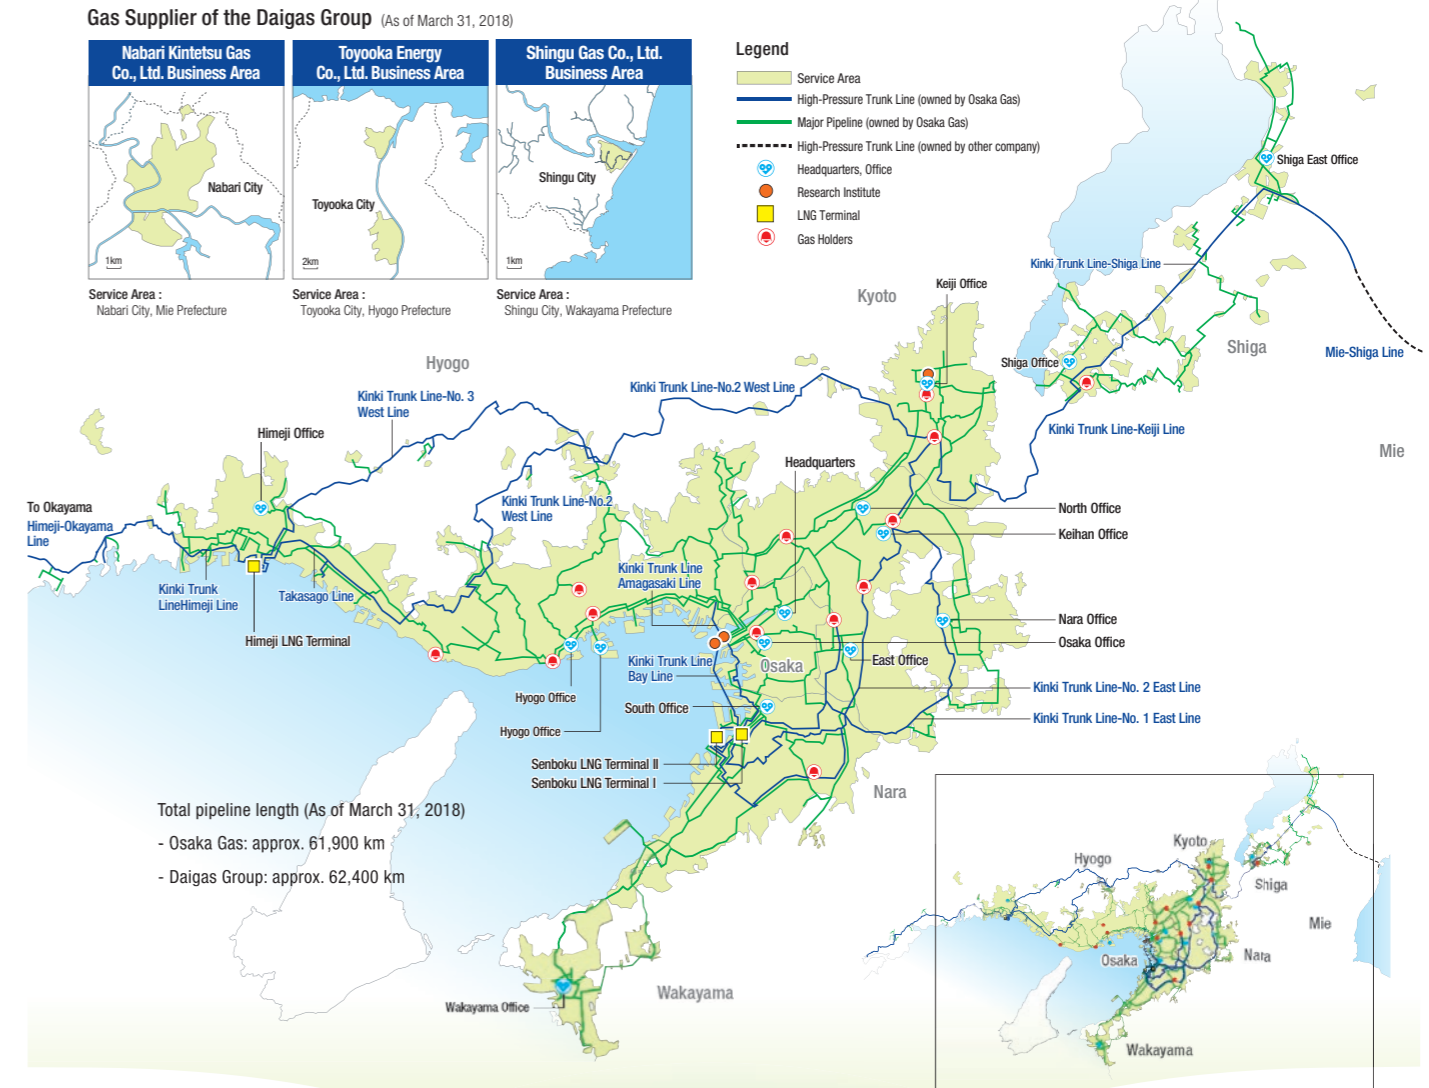 Gas Supplier of the Daigas Group (As of March 31, 2018)
Nabari Kintetsu Gas
Co., Ltd. Business Area
Nabari City
1km
Service Area :
Nabari City, Mie Prefecture
Toyooka Energy
Co., Ltd. Business Area
Toyooka City
2km
Service Area :
Toyooka City, Hyogo Prefecture
Shingu Gas Co., Ltd.
Business Area
Shingu City
1km
Service Area :
Shingu City, Wakayama Prefecture
Legend
Service Area
High-Pressure Trunk Line (owned by Osaka Gas)
Major Pipeline (owned by Osaka Gas)
High-Pressure Trunk Line (owned by other company)
Headquarters, Office
Research Institute
LNG Terminal
Gas Holders
Shiga East Office
Kinki Trunk Line-Shiga Line
Keiji Office
Kyoto
Shiga
Mie-Shiga Line
Shiga Office
Hyogo
Kinki Trunk Line-No.2 West Line
Kinki Trunk Line-No. 3
West Line
Kinki Trunk Line-Keiji Line
Mie
Himeji Office
Headquarters
To Okayama
Himeji-Okayama
Line
Kinki Trunk Line-No.2
West Line
North Office
Keihan Office
Kinki Trunk Line
Amagasaki Line
Kinki Trunk
LineHimeji Line
Takasago Line
Himeji LNG Terminal
Nara Office
Osaka Office
East Office
Osaka
Kinki Trunk Line
Bay Line
Kinki Trunk Line-No. 2 East Line
Hyogo Office
South Office
Kinki Trunk Line-No. 1 East Line
Hyogo Office
Senboku LNG Terminal II
Senboku LNG Terminal I
Nara
Total pipeline length (As of March 31, 2018)
- Osaka Gas: approx. 61,900 km
- Daigas Group: approx. 62,400 km
Wakayama Office
Wakayama
Kyoto
Hyogo
Shiga
Mie
Osaka
Nara
Wakayama